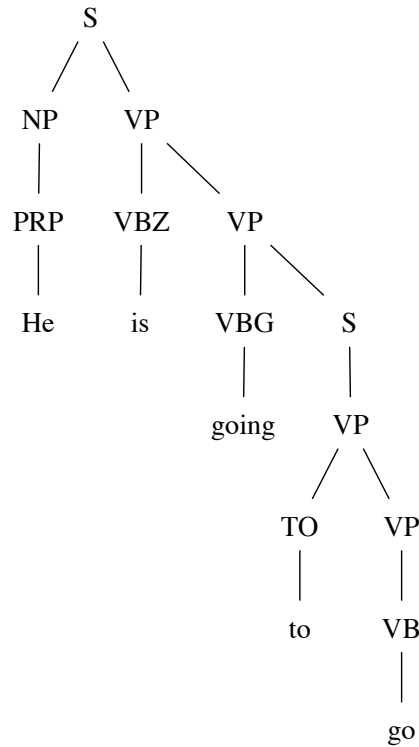 S
NP VP
PRP VBZ VP
He is VBG S
going VP
TO VP
to VB
go